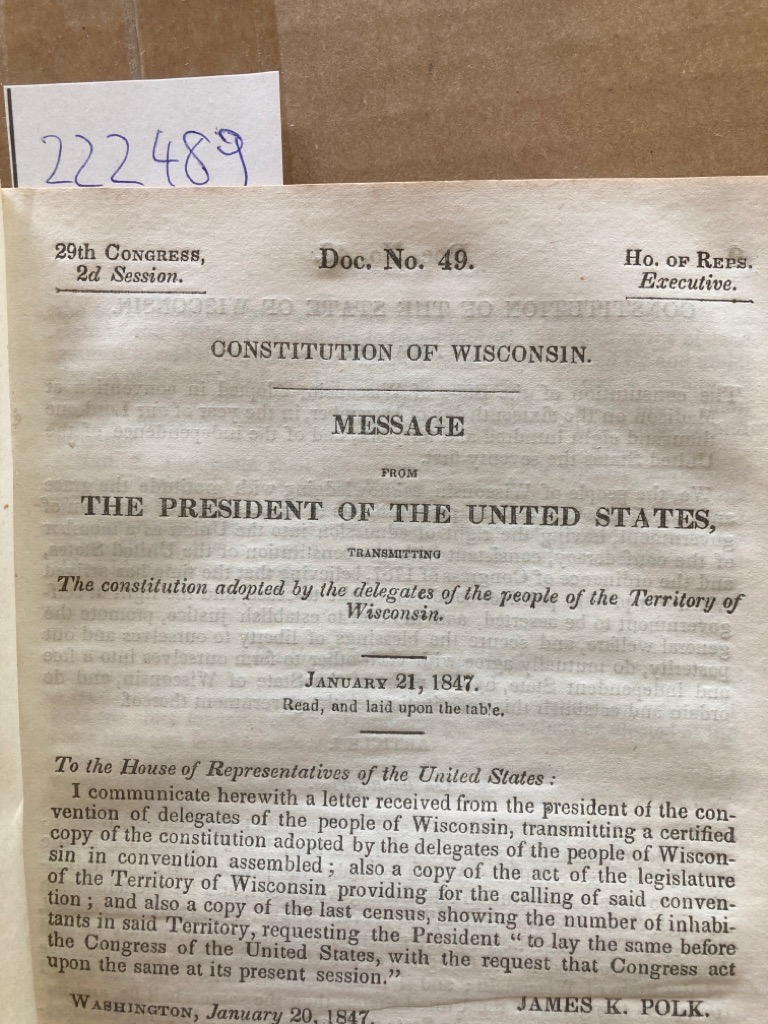 222489
29th CONGRESS, Doc. No. 49. Ho. OF REPS.
2d Session. Executive.
CONSTITUTION OF WISCONSIN.
MESSAGE
FROM
THE PRESIDENT OF THE UNITED STATES,
TRANSMITTING
The constitution adopted by the delegates of the people of the Territory of
Wisconsin.
JANUARY 21, 1847.
Read, and laid upon the table.
To the House of Representatives of the United States :
I communicate herewith a letter received from the president of the con-
vention of delegates of the people of Wisconsin, transmitting a certified
copy of the constitution adopted by the delegates of the people of Wiscon-
sin in convention assembled ; also a copy of the act of the legislature
of the Territory of Wisconsin providing for the calling of said conven-
tion ; and also a copy of the last census, showing the number of inhabi-
tants in said Territory, requesting the President “ to lay the same before
the Congress of the United States, with the request that Congress act
upon the same at its present session.”
JAMES K. POLK.
WASHINGTON, January 20, 1847.